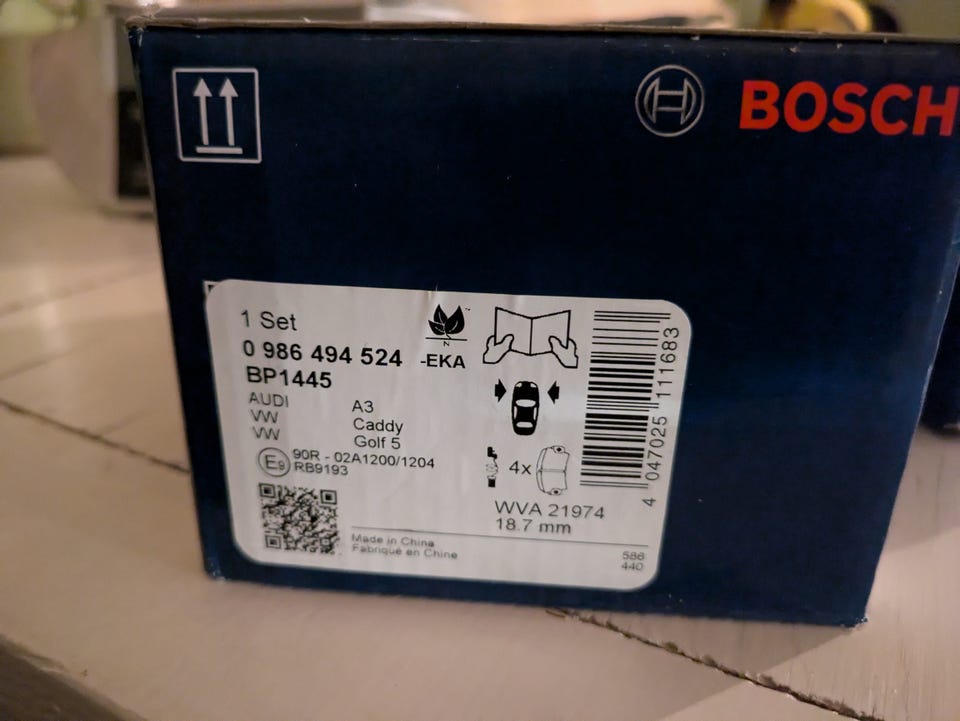 BOSCH
1 Set
0 986 494 524 -EKA
BP1445
AUDI A3
VW Caddy
VW Golf 5
E9 90R - 02A1200/1204
RB9193
N
4x
WVA 21974
18.7 mm
4 047025 111683
Made in China
Fabriqué en Chine
586
440